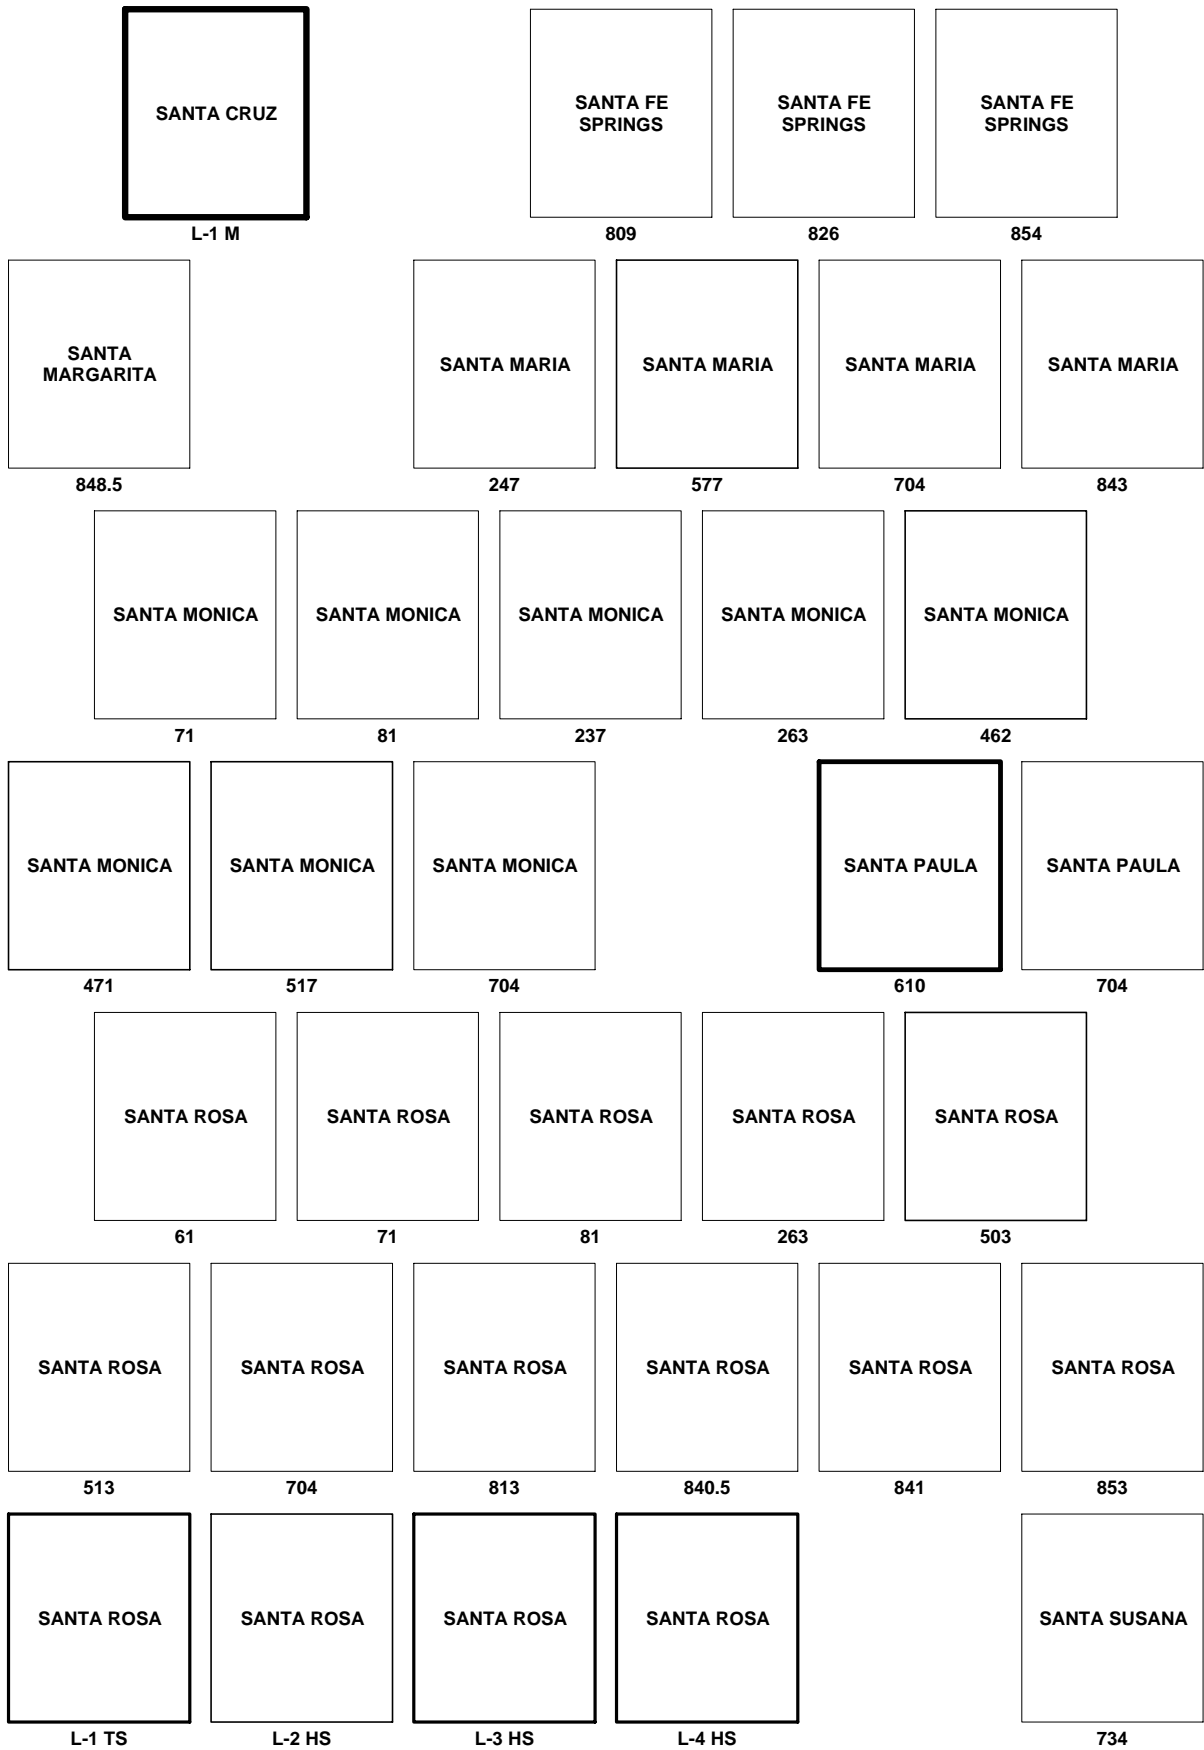 SANTA CRUZ
L-1 M
SANTA FE
SPRINGS
809
SANTA FE
SPRINGS
826
SANTA FE
SPRINGS
854
SANTA
MARGARITA
848.5
SANTA MARIA
247
SANTA MARIA
577
SANTA MARIA
704
SANTA MARIA
843
SANTA MONICA
71
SANTA MONICA
81
SANTA MONICA
237
SANTA MONICA
263
SANTA MONICA
462
SANTA MONICA
471
SANTA MONICA
517
SANTA MONICA
704
SANTA PAULA
610
SANTA PAULA
704
SANTA ROSA
61
SANTA ROSA
71
SANTA ROSA
81
SANTA ROSA
263
SANTA ROSA
503
SANTA ROSA
513
SANTA ROSA
704
SANTA ROSA
813
SANTA ROSA
840.5
SANTA ROSA
841
SANTA ROSA
853
SANTA ROSA
L-1 TS
SANTA ROSA
L-2 HS
SANTA ROSA
L-3 HS
SANTA ROSA
L-4 HS
SANTA SUSANA
734